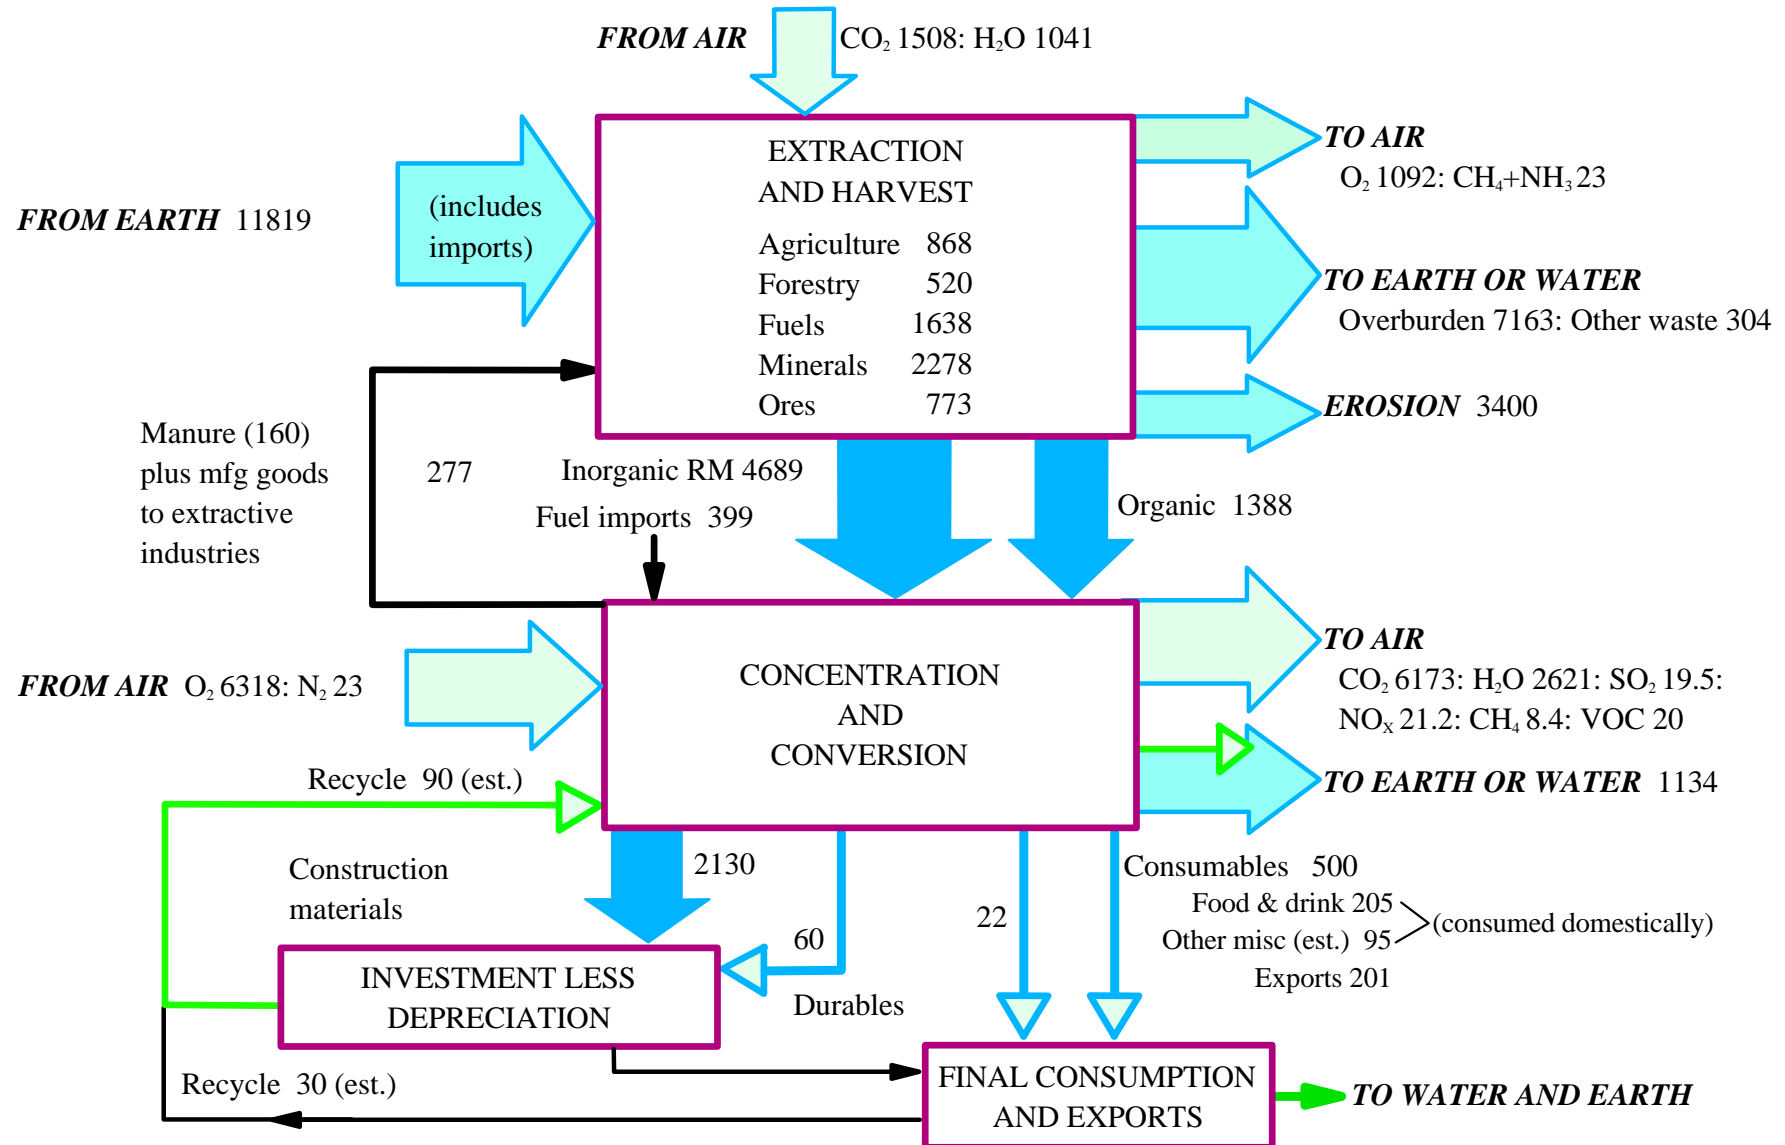 FROM AIR CO₂ 1508: H₂O 1041
EXTRACTION
AND HARVEST
Agriculture 868
Forestry 520
Fuels 1638
Minerals 2278
Ores 773
FROM EARTH 11819
(includes
imports)
TO AIR
O₂ 1092: CH₄+NH₃ 23
TO EARTH OR WATER
Overburden 7163: Other waste 304
EROSION 3400
Manure (160)
plus mfg goods
to extractive
industries
277
Inorganic RM 4689
Fuel imports 399
Organic 1388
FROM AIR O₂ 6318: N₂ 23
CONCENTRATION
AND
CONVERSION
TO AIR
CO₂ 6173: H₂O 2621: SO₂ 19.5:
NOₓ 21.2: CH₄ 8.4: VOC 20
TO EARTH OR WATER 1134
Recycle 90 (est.)
Construction
materials
2130
60
Durables
22
Consumables 500
Food & drink 205
Other misc (est.) 95
(consumed domestically)
Exports 201
INVESTMENT LESS
DEPRECIATION
Recycle 30 (est.)
FINAL CONSUMPTION
AND EXPORTS
TO WATER AND EARTH